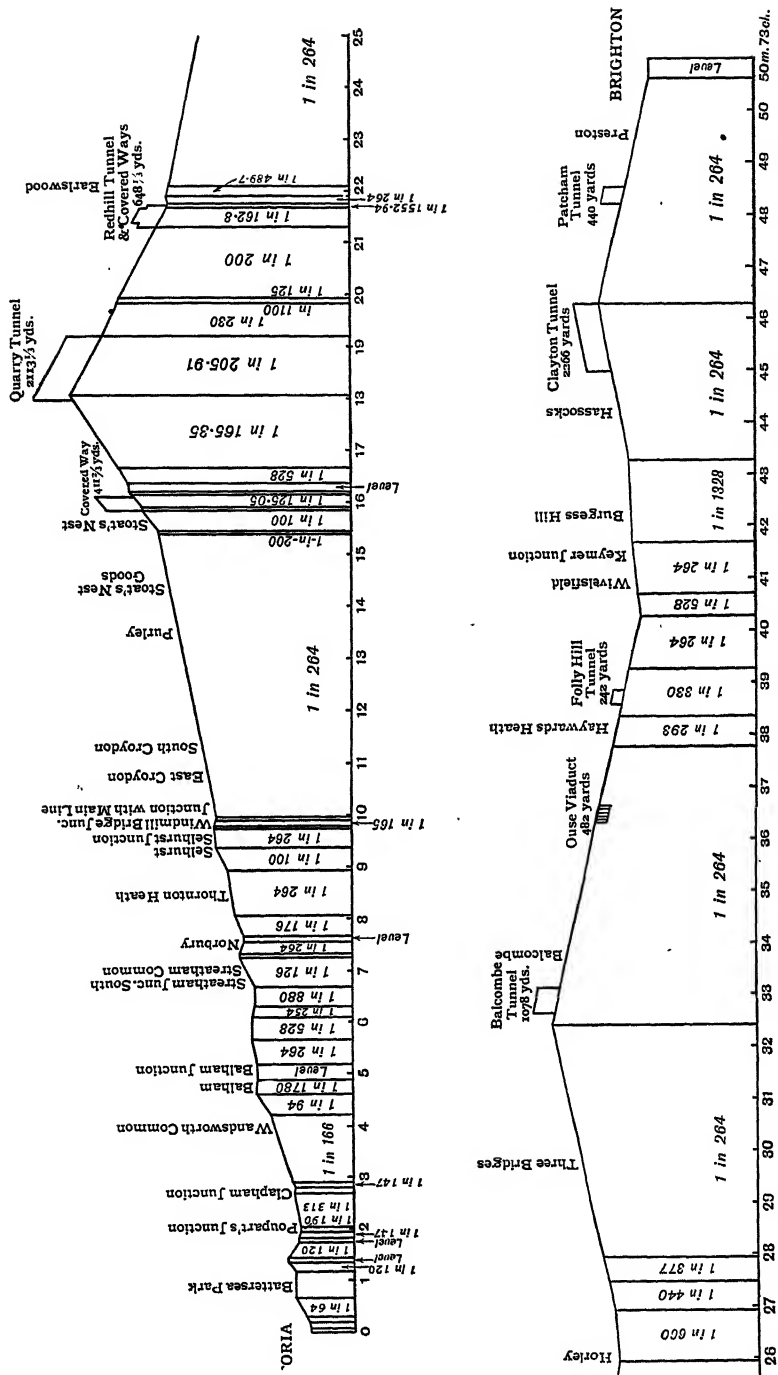 ORIA
Battersea Park
Poupart's Junction
Clapham Junction
Wandsworth Common
Balham
Balham Junction
Streatham Junc. South
Streatham Common
Norbury
Thornton Heath
Selhurst
Selhurst Junction
Windmill Bridge Junc.
Junction with Main Line
East Croydon
South Croydon
Purley
Stoat's Nest
Goods
Stoat's Nest
Covered Way
411⅔ yds.
Quarry Tunnel
2113⅓ yds.
Redhill Tunnel
& Covered Ways
648⅓ yds.
Earlswood
1 in 64
1 in 120
Level
1 in 120
Level
1 in 147
1 in 190
1 in 313
1 in 147
1 in 166
1 in 94
1 in 1780
Level
1 in 264
1 in 528
1 in 254
1 in 880
1 in 126
1 in 264
Level
1 in 176
1 in 264
1 in 100
1 in 264
1 in 165
1 in 264
1-in-200
1 in 100
1 in 125·05
Level
1 in 528
1 in 165·35
1 in 205·91
1 in 230
in 1100
1 in 125
1 in 200
1 in 162·8
1 in 1552·94
1 in 264
1 in 489·7
1 in 264
0 1 2 3 4 5 6 7 8 9 10 11 12 13 14 15 16 17 18 19 20 21 22 23 24 25
Horley
Three Bridges
Balcombe Tunnel
1078 yds.
Balcombe
Ouse Viaduct
482 yards
Haywards Heath
Folly Hill
Tunnel
242 yards
Wivelsfield
Keymer Junction
Burgess Hill
Hassocks
Clayton Tunnel
2266 yards
Patcham
Tunnel
440 yards
Preston
BRIGHTON
1 in 600
1 in 440
1 in 377
1 in 264
1 in 264
1 in 293
1 in 330
1 in 264
1 in 528
1 in 264
1 in 1328
1 in 264
1 in 264
Level
26 27 28 29 30 31 32 33 34 35 36 37 38 39 40 41 42 43 44 45 46 47 48 49 50 50m. 73ch.